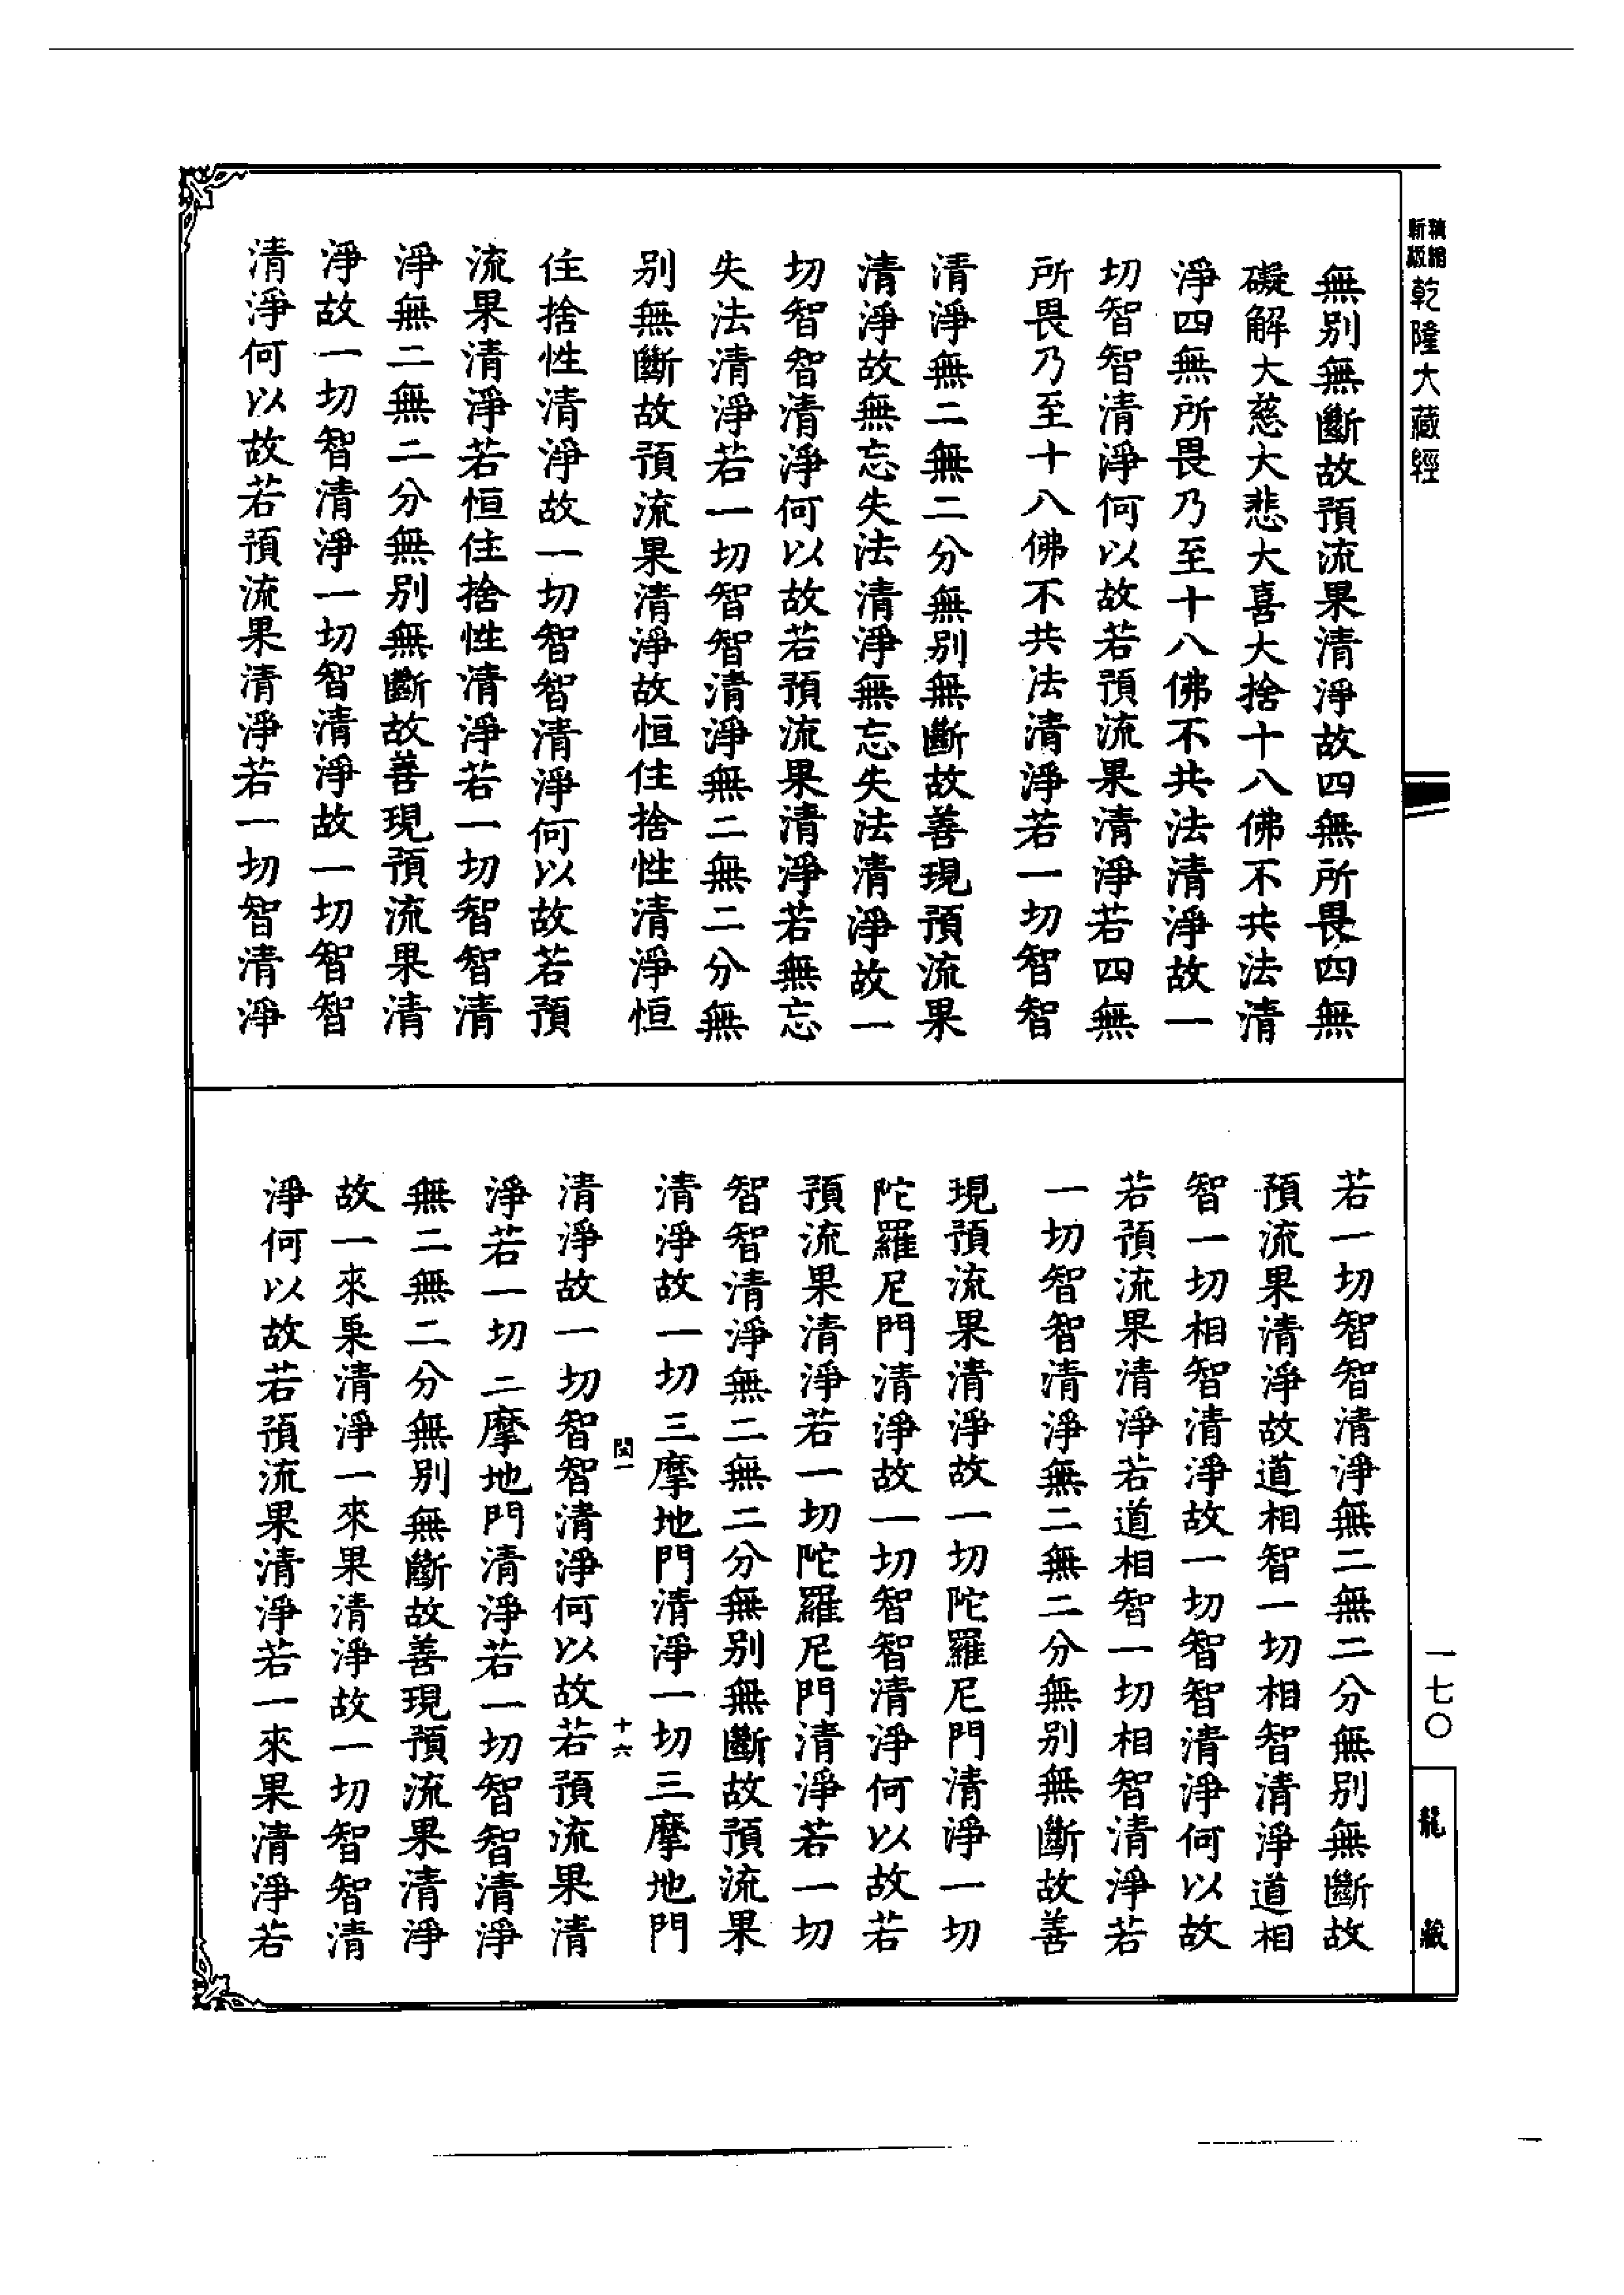 新版 精縮 乾隆大藏經
無別無斷故預流果清淨故四無所畏四無
礙解大慈大悲大喜大捨十八佛不共法清
淨四無所畏乃至十八佛不共法清淨故一
切智智清淨何以故若預流果清淨若四無
所畏乃至十八佛不共法清淨若一切智智
清淨無二無二分無別無斷故善現預流果
清淨故無忘失法清淨無忘失法清淨故一
切智智清淨何以故若預流果清淨若無忘
失法清淨若一切智智清淨無二無二分無
別無斷故預流果清淨故恒住捨性清淨恒
住捨性清淨故一切智智清淨何以故若預
流果清淨若恒住捨性清淨若一切智智清
淨無二無二分無別無斷故善現預流果清
淨故一切智清淨一切智清淨故一切智智
清淨何以故若預流果清淨若一切智清淨
若一切智智清淨無二無二分無別無斷故
預流果清淨故道相智一切相智清淨道相
智一切相智清淨故一切智智清淨何以故
若預流果清淨若道相智一切相智清淨若
一切智智清淨無二無二分無別無斷故善
現預流果清淨故一切陀羅尼門清淨一切
陀羅尼門清淨故一切智智清淨何以故若
預流果清淨若一切陀羅尼門清淨若一切
智智清淨無二無二分無別無斷故預流果
清淨故一切三摩地門清淨一切三摩地門
閏一 十六
清淨故一切智智清淨何以故若預流果清
淨若一切二摩地門清淨若一切智智清淨
無二無二分無別無斷故善現預流果清淨
故一來果清淨一來果清淨故一切智智清
淨何以故若預流果清淨若一來果清淨若
一七〇
龍藏